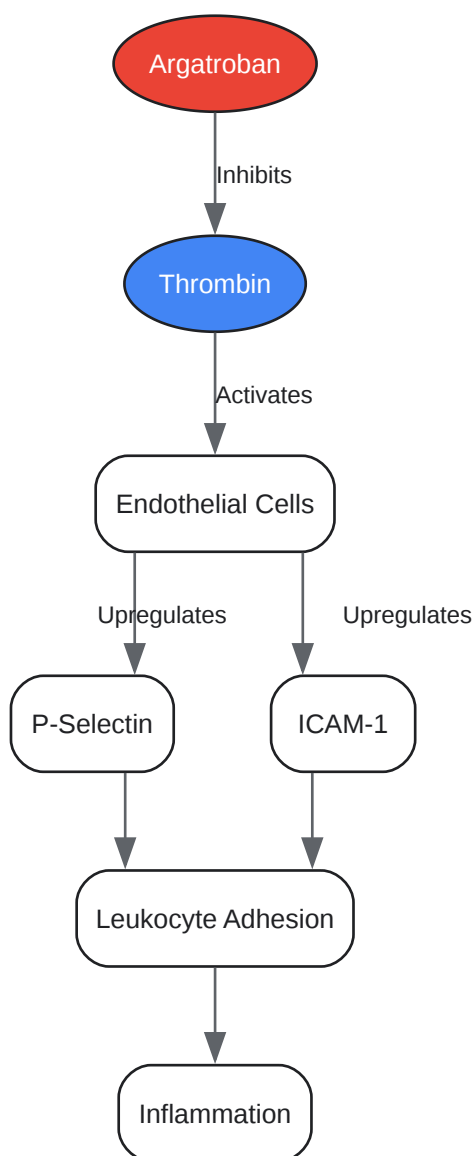 Argatroban
Inhibits
Thrombin
Activates
Endothelial Cells
Upregulates
Upregulates
P-Selectin
ICAM-1
Leukocyte Adhesion
Inflammation